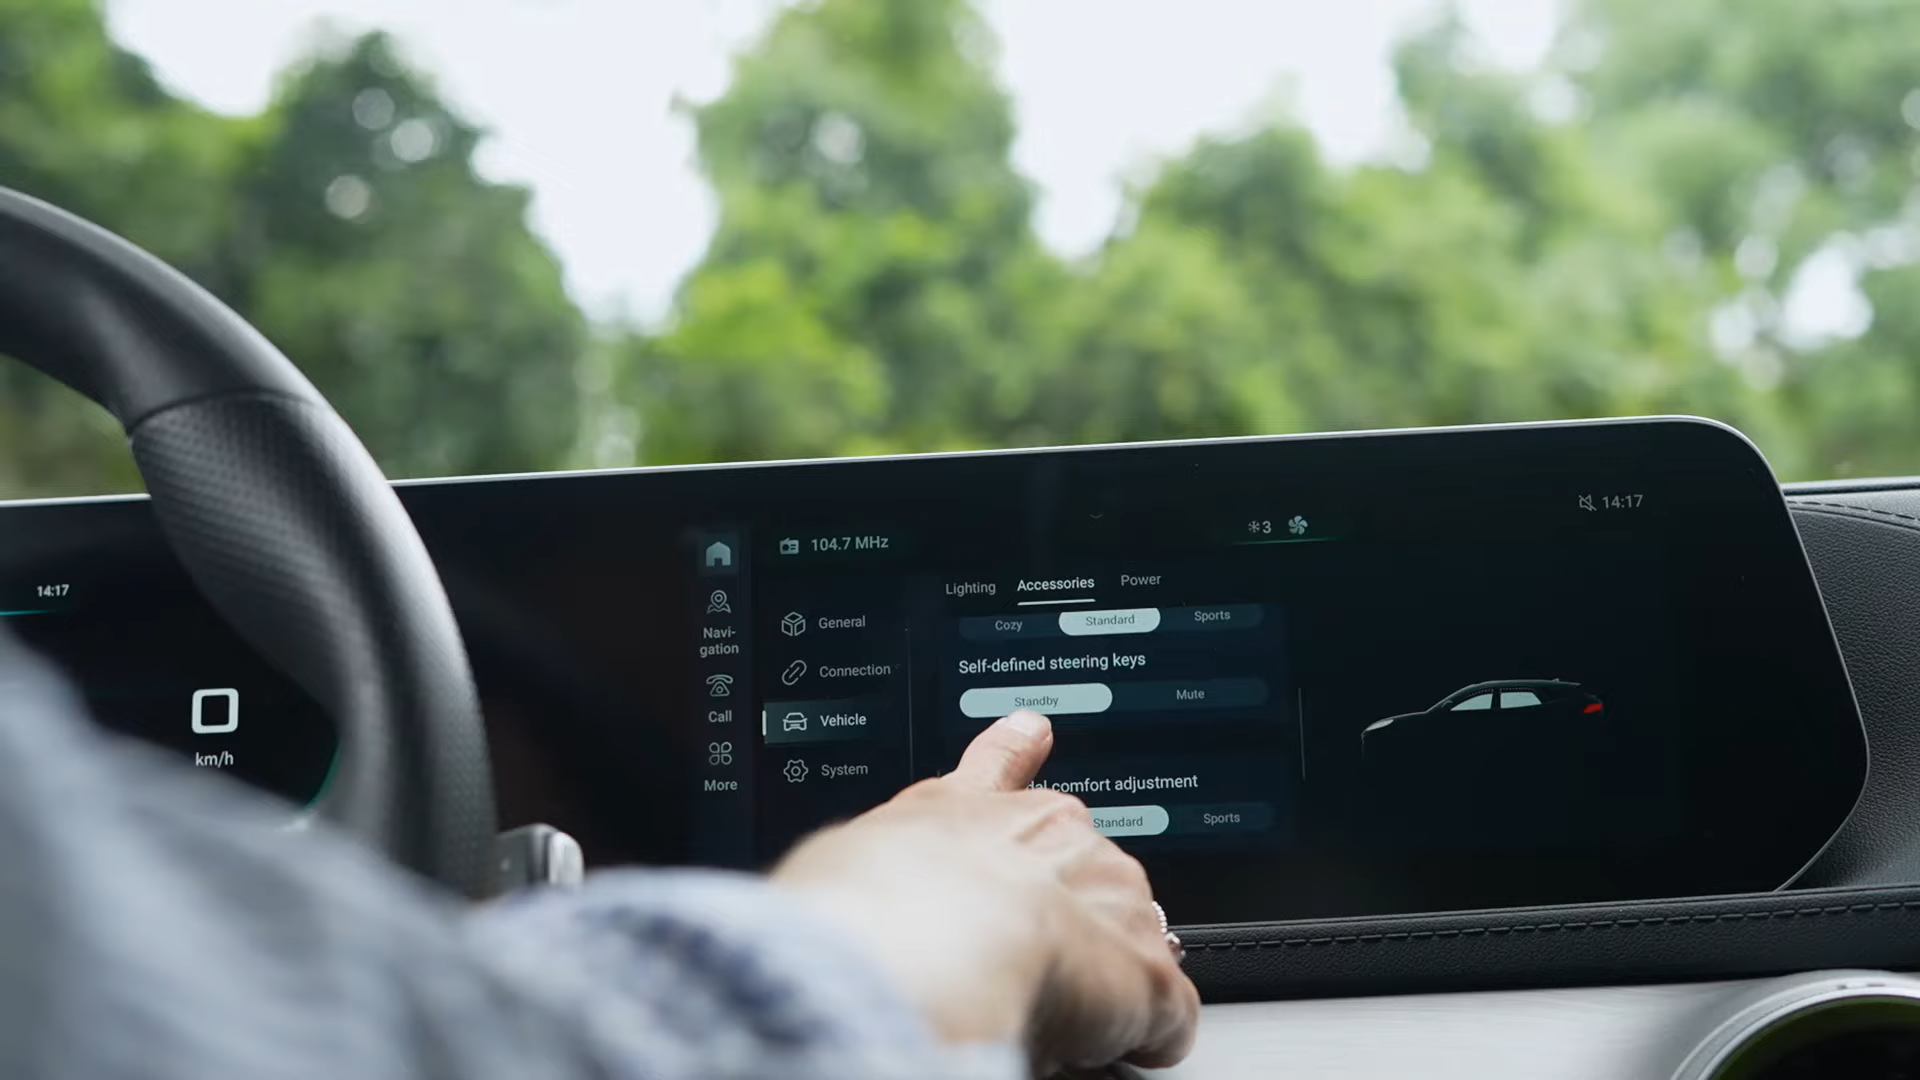 14:17
0
km/h
Navi-
gation
Call
More
104.7 MHz
3
14:17
General
Connection
Vehicle
System
Lighting Accessories Power
Cozy Standard Sports
Self-defined steering keys
Standby Mute
comfort adjustment
Standard Sports